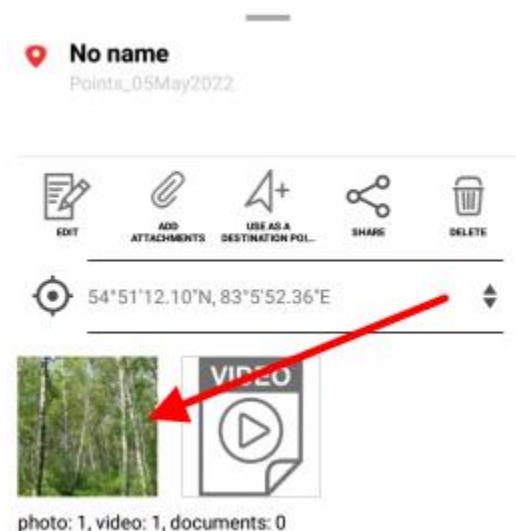 No name
Points_05May2022
EDIT
ADD
ATTACHMENTS
USE AS A
DESTINATION POI...
SHARE
DELETE
54°51'12.10"N, 83°5'52.36"E
VIDEO
photo: 1, video: 1, documents: 0